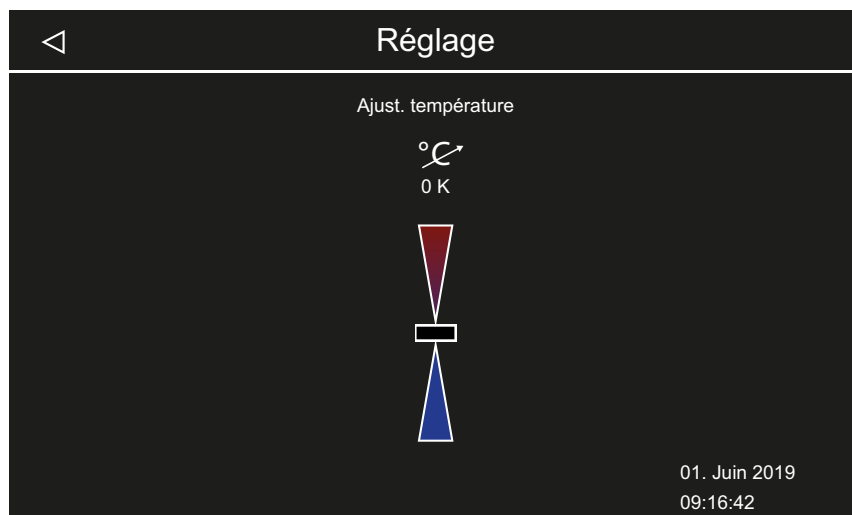 Réglage
Ajust. température
°C
0 K
01. Juin 2019
09:16:42